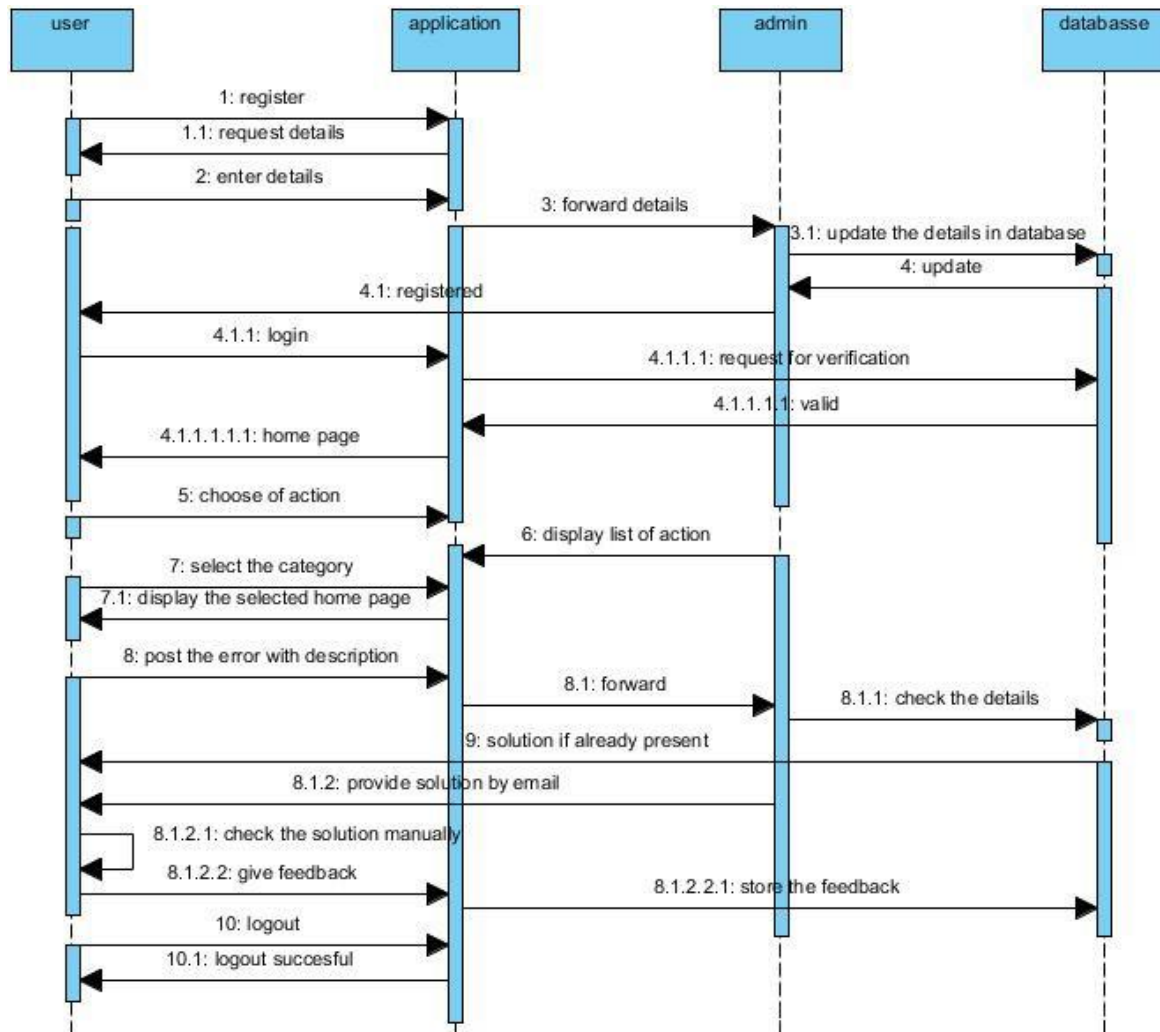 user
application
admin
databasse
1: register
1.1: request details
2: enter details
3: forward details
3.1: update the details in database
4: update
4.1: registered
4.1.1: login
4.1.1.1: request for verification
4.1.1.1.1: valid
4.1.1.1.1.1: home page
5: choose of action
6: display list of action
7: select the category
7.1: display the selected home page
8: post the error with description
8.1: forward
8.1.1: check the details
9: solution if already present
8.1.2: provide solution by email
8.1.2.1: check the solution manually
8.1.2.2: give feedback
8.1.2.2.1: store the feedback
10: logout
10.1: logout succesful